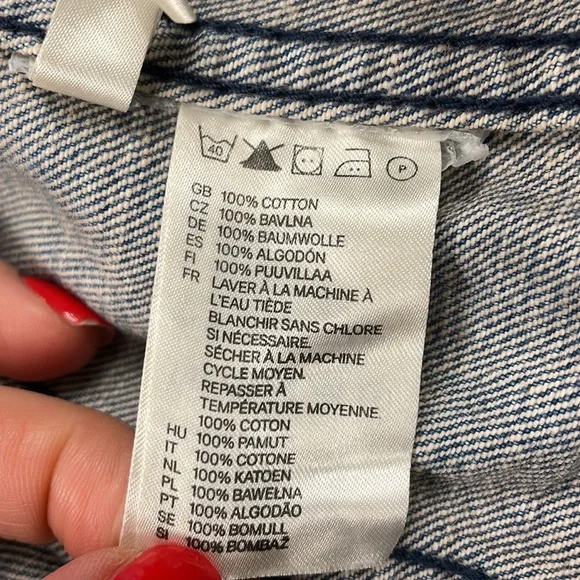 40
P
GB 100% COTTON
CZ 100% BAVLNA
DE 100% BAUMWOLLE
ES 100% ALGODÓN
FI 100% PUUVILLAA
FR LAVER À LA MACHINE À
L'EAU TIÈDE
BLANCHIR SANS CHLORE
SI NÉCESSAIRE.
SÉCHER À LA MACHINE
CYCLE MOYEN.
REPASSER À
TEMPÉRATURE MOYENNE.
100% COTON
HU 100% PAMUT
IT 100% COTONE
NL 100% KATOEN
PL 100% BAWEŁNA
PT 100% ALGODÃO
SE 100% BOMULL
SI 100% BOMBAŽ